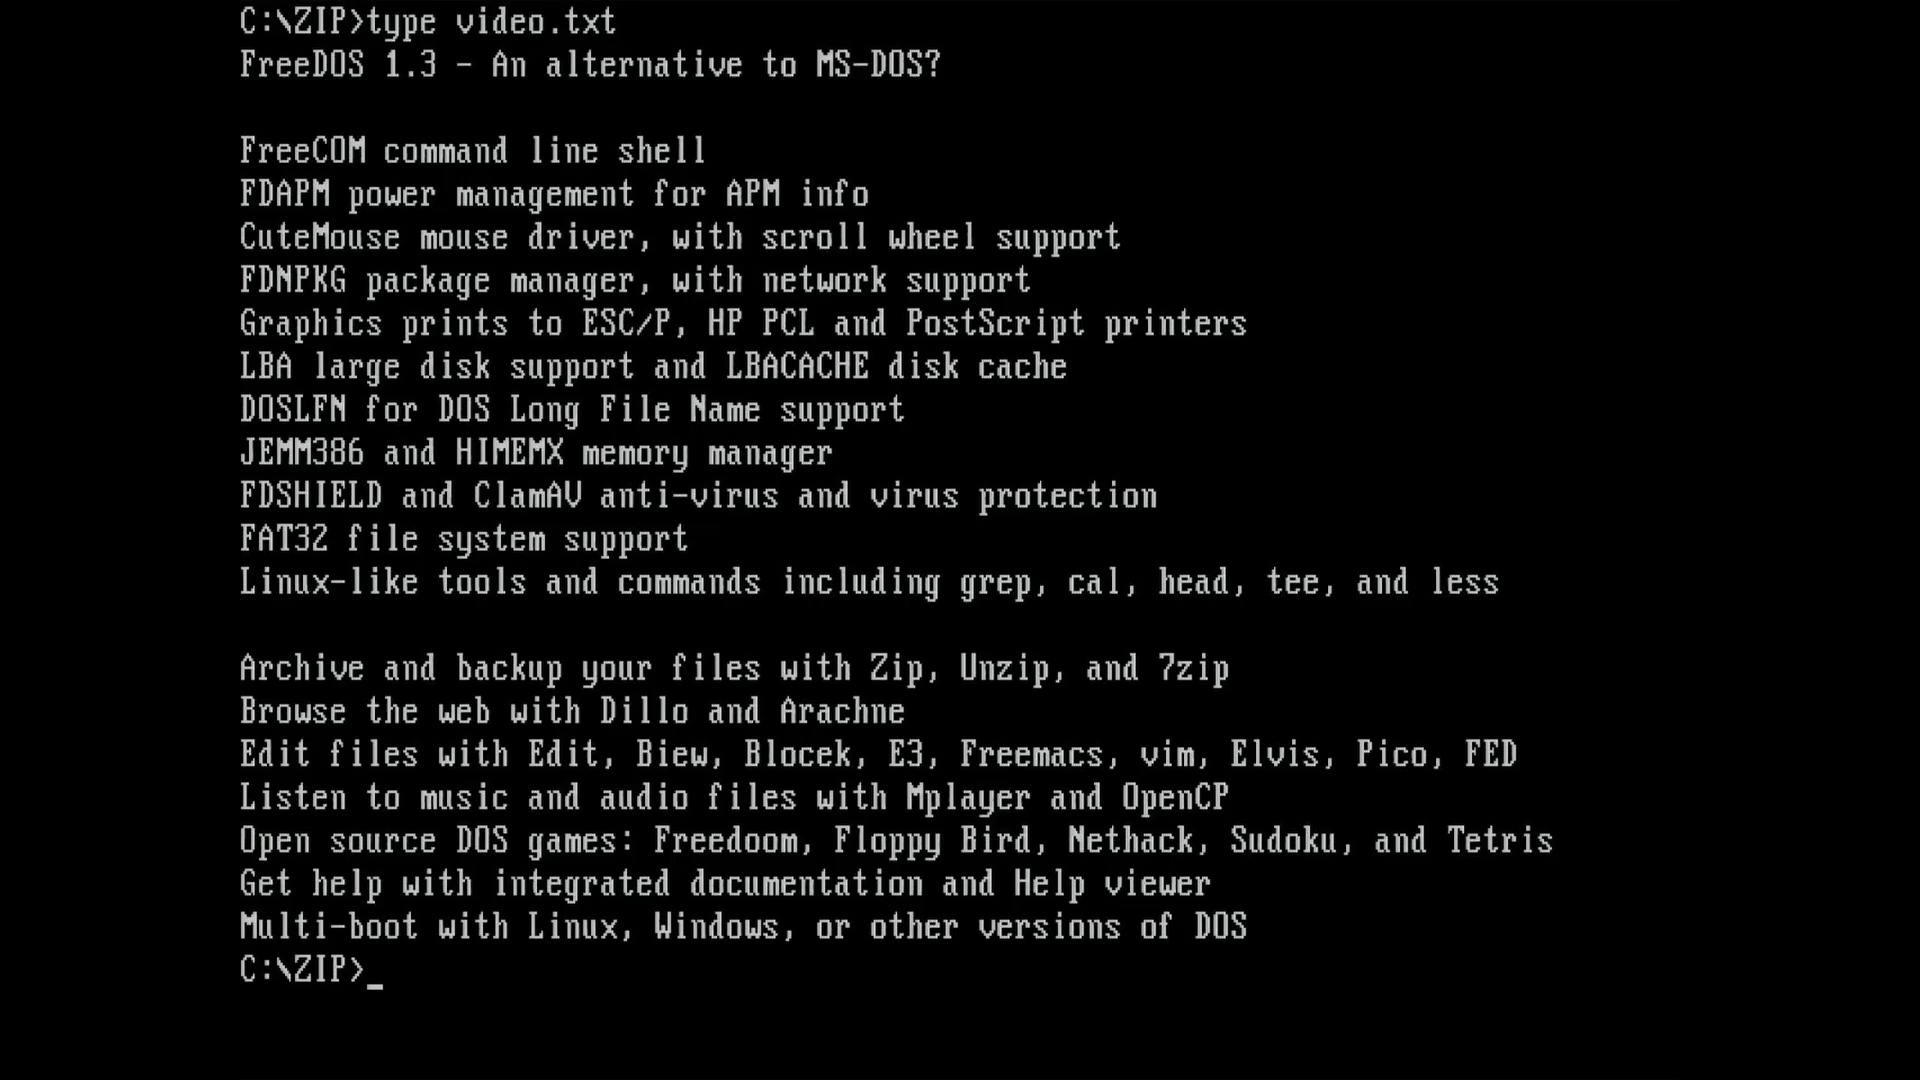 C:\ZIP>type video.txt
FreeDOS 1.3 - An alternative to MS-DOS?
FreeCOM command line shell
FDAPM power management for APM info
CuteMouse mouse driver, with scroll wheel support
FDNPKG package manager, with network support
Graphics prints to ESC/P, HP PCL and PostScript printers
LBA large disk support and LBACACHE disk cache
DOSLFN for DOS Long File Name support
JEMM386 and HIMEMX memory manager
FDSHIELD and ClamAV anti-virus and virus protection
FAT32 file system support
Linux-like tools and commands including grep, cal, head, tee, and less
Archive and backup your files with Zip, Unzip, and 7zip
Browse the web with Dillo and Arachne
Edit files with Edit, Biew, Blocek, E3, Freemacs, vim, Elvis, Pico, FED
Listen to music and audio files with Mplayer and OpenCP
Open source DOS games: Freedoom, Floppy Bird, Nethack, Sudoku, and Tetris
Get help with integrated documentation and Help viewer
Multi-boot with Linux, Windows, or other versions of DOS
C:\ZIP>_